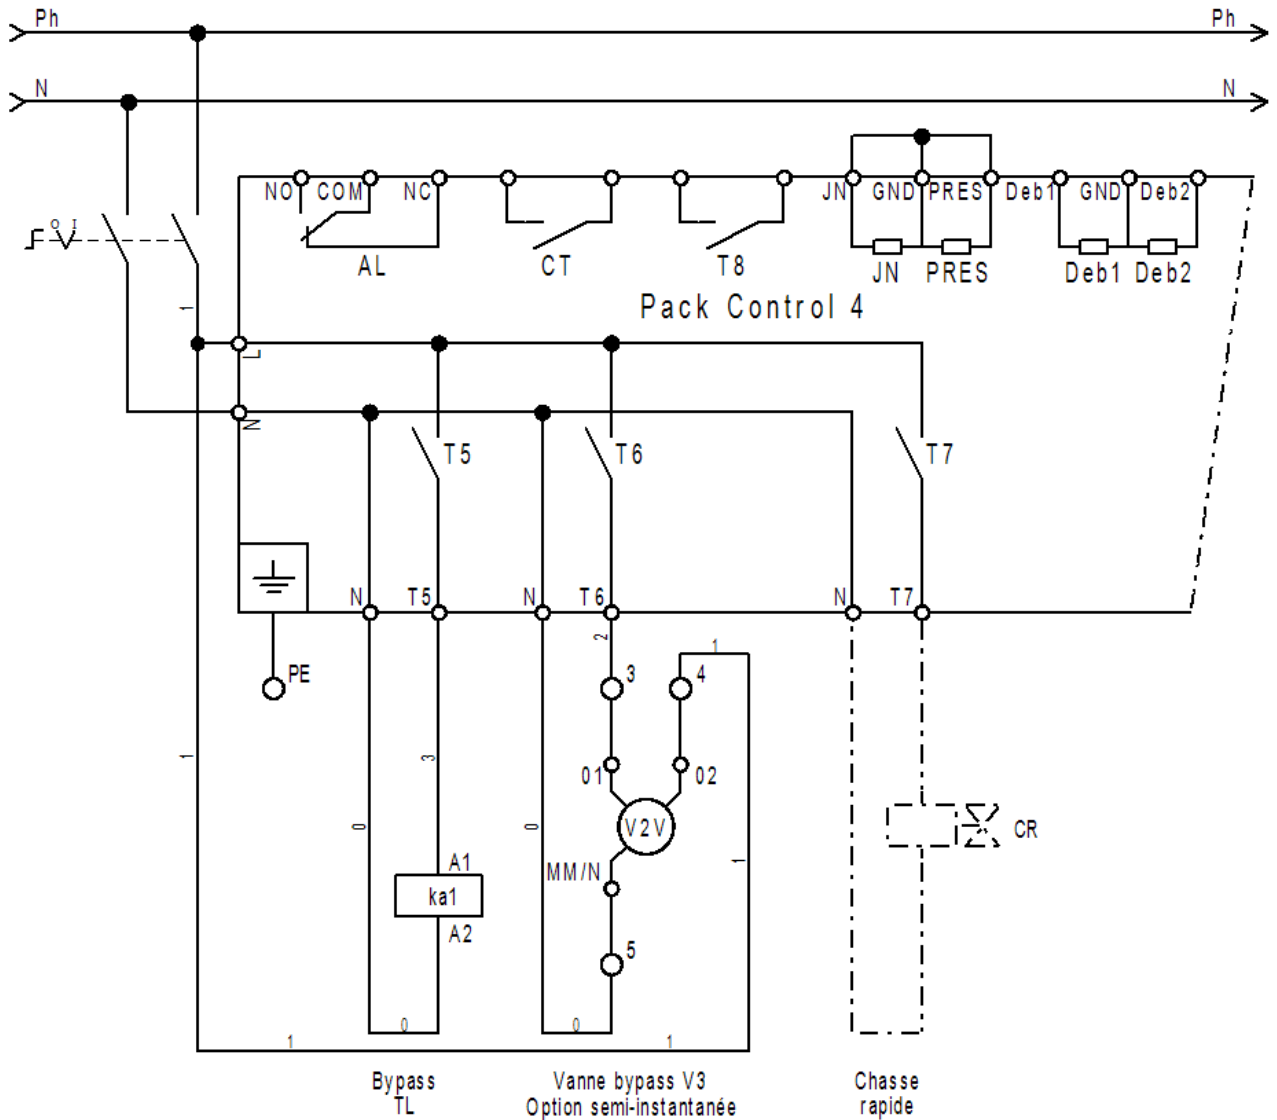 Ph Ph
N N
NO COM NC JN GND PRES Deb1 GND Deb2
O I
AL CT T8 JN PRES Deb1 Deb2
Pack Control 4
1
L
N
T5 T6 T7
N T5 N T6 N T7
2
1
PE
3 4
1
3
01 02
0 0
V2V
CR
1
MM/N
A1
ka1
A2
5
0 0
1 1
Bypass
TL
Vanne bypass V3
Option semi-instantanée
Chasse
rapide